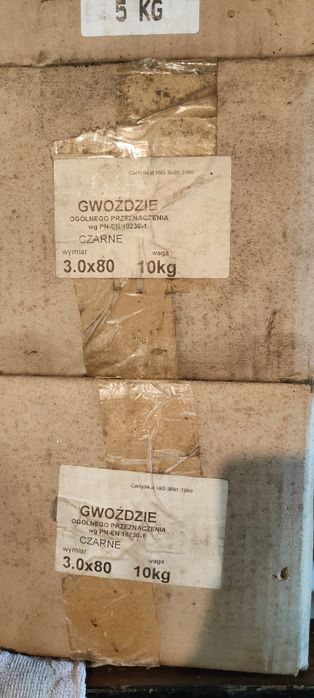 5 KG
Certyfikat ISO 9001:2000
GWOŹDZIE
OGÓLNEGO PRZEZNACZENIA
wg PN-EN 10230-1
CZARNE
wymiar waga
3.0x80 10kg
Certyfikat ISO 9001:2000
GWOŹDZIE
OGÓLNEGO PRZEZNACZENIA
wg PN-EN 10230-1
CZARNE
wymiar waga
3.0x80 10kg